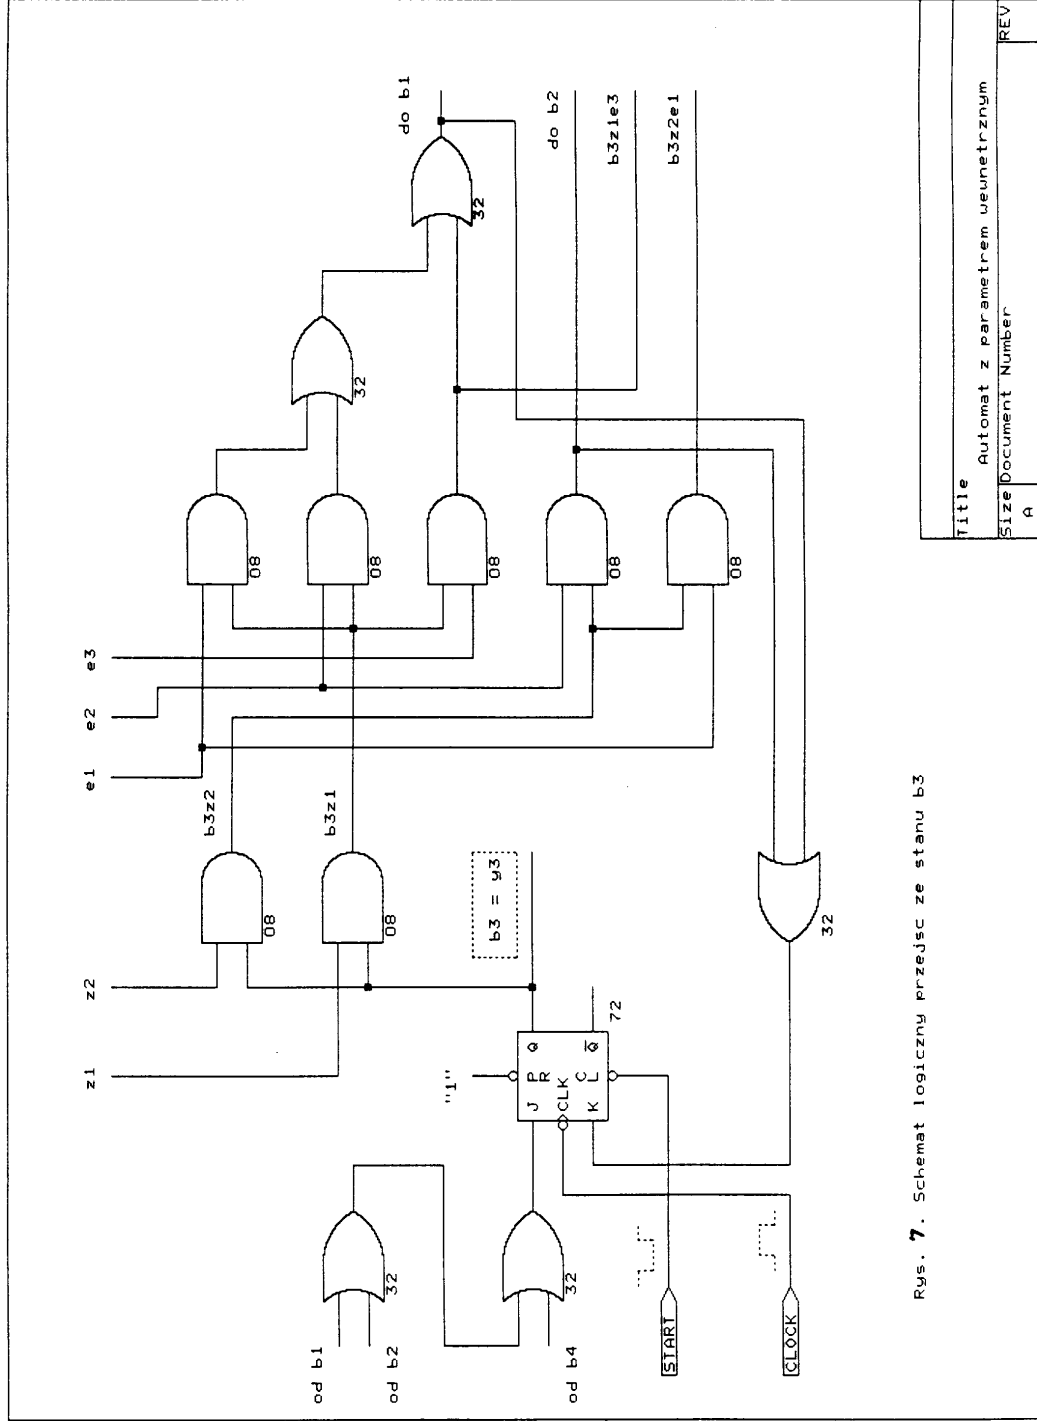 z1
z2
e1
e2
e3
b3z2
b3z1
08
08
08
08
08
08
08
32
32
do b1
do b2
b3z1e3
b3z2e1
od b1
od b2
32
od b4
32
"1"
J
P
R
Q
CLK
K
C
L
Q
72
b3 = y3
32
START
CLOCK
Rys. 7. Schemat logiczny przejsc ze stanu b3
Title
Automat z parametrem wewnetrznym
Size
Document Number
REV
A